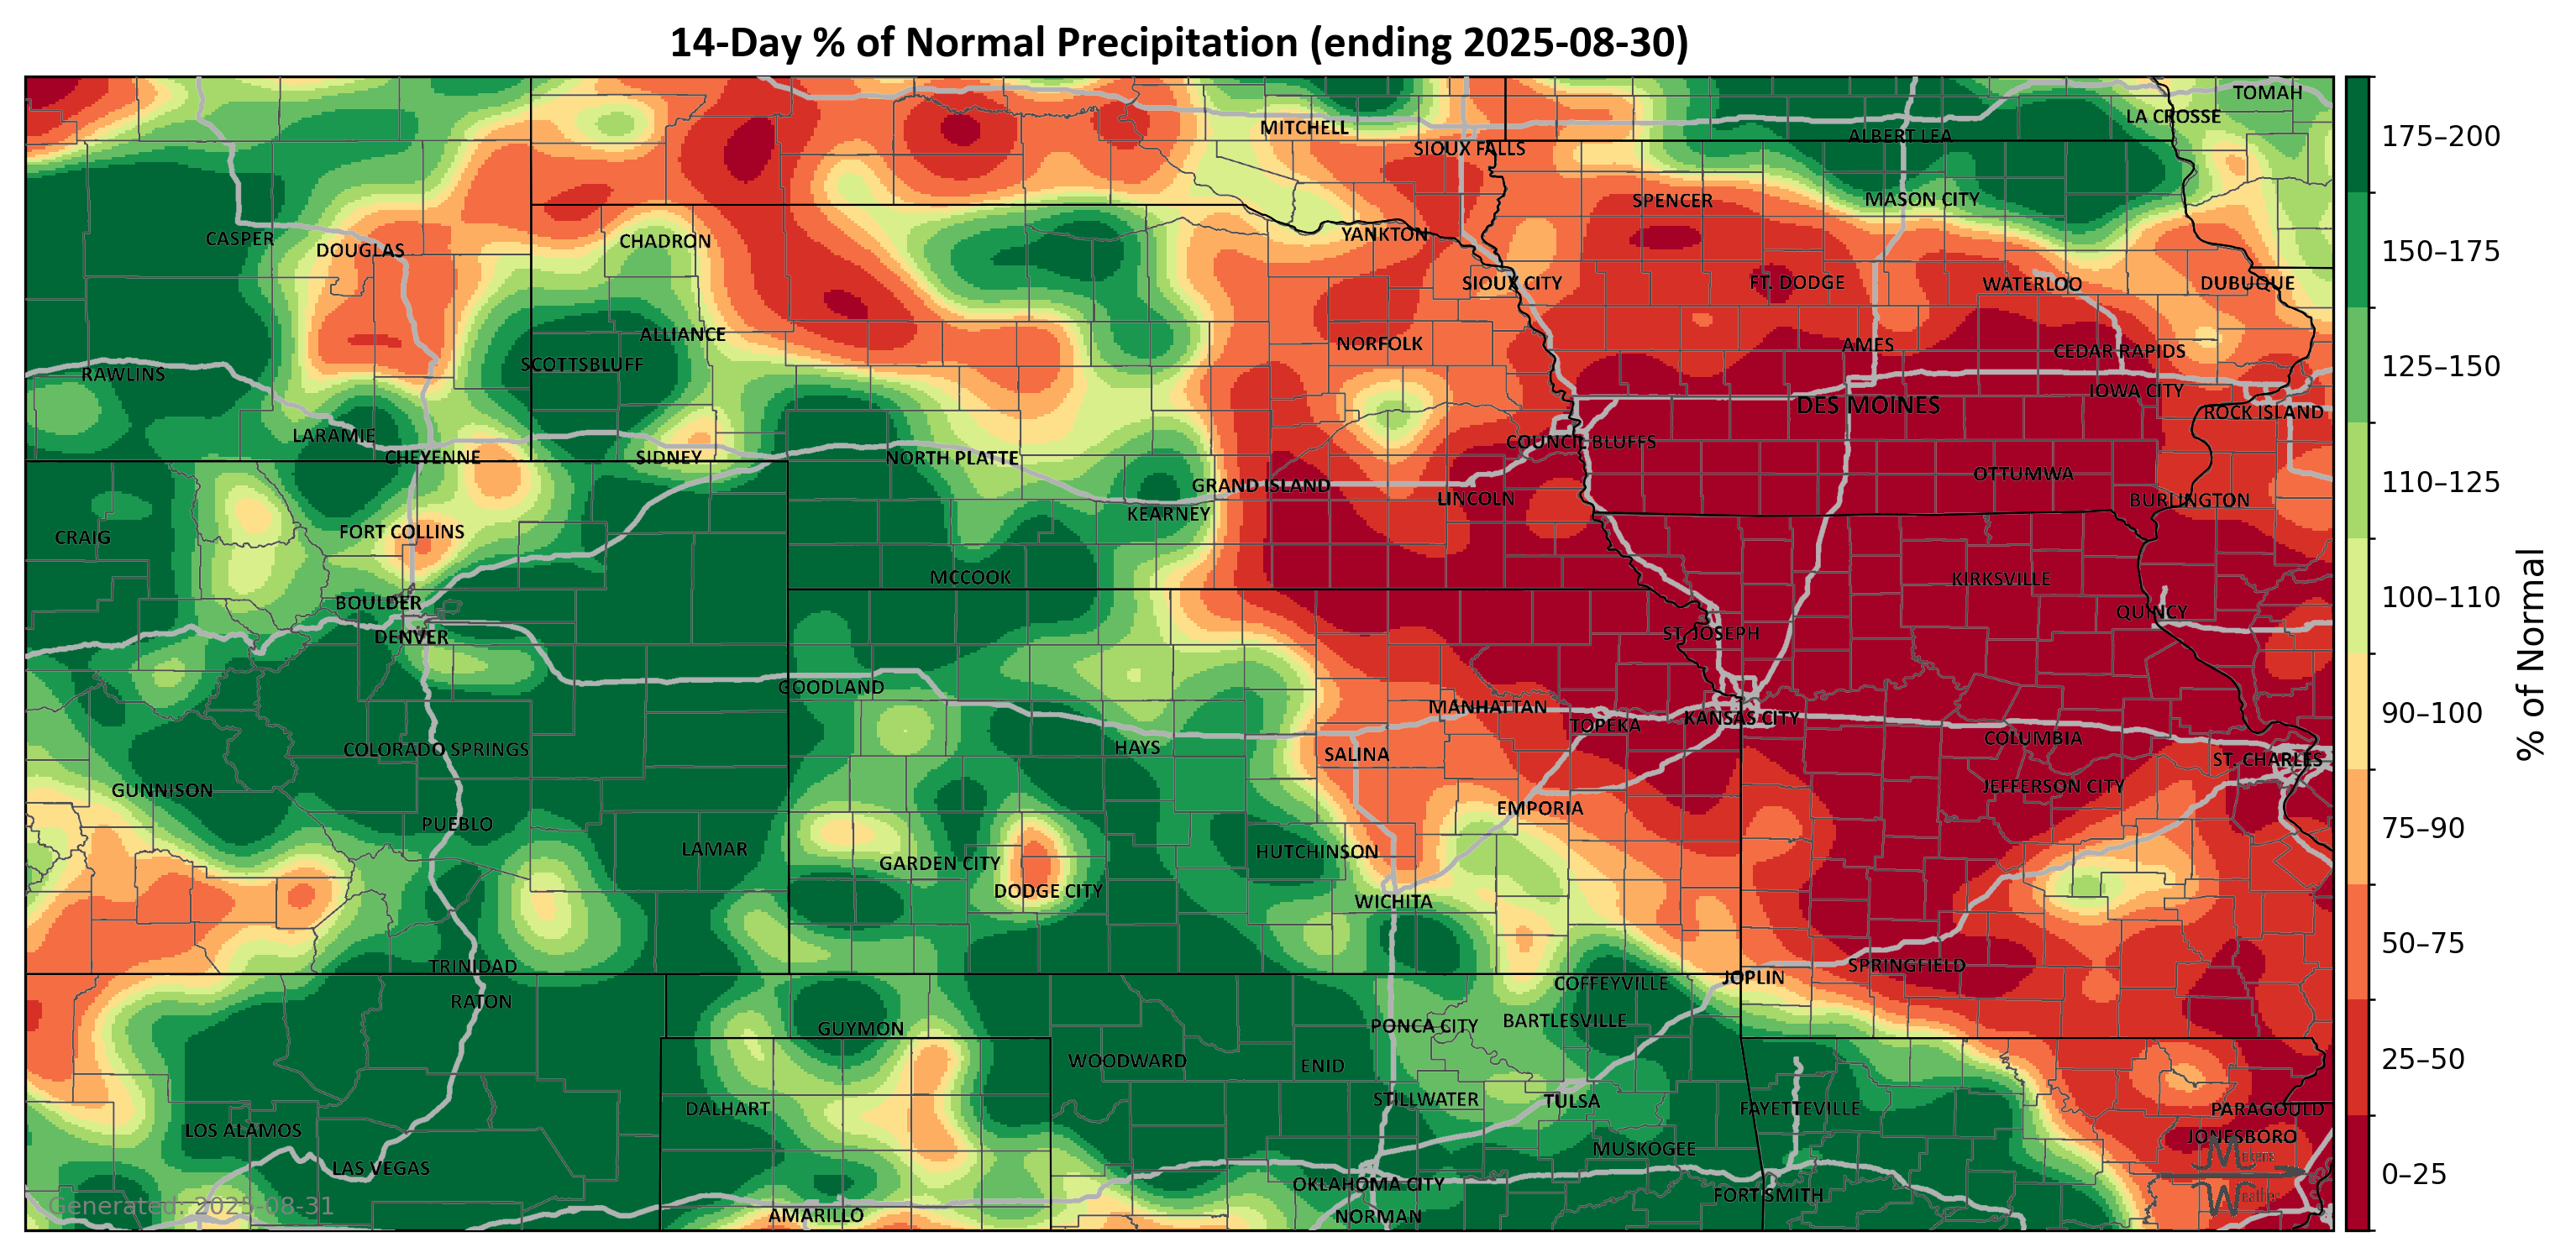 14-Day % of Normal Precipitation (ending 2025-08-30)
TOMAH
LA CROSSE
MITCHELL
ALBERT LEA
SIOUX FALLS
SPENCER
MASON CITY
CASPER
DOUGLAS
CHADRON
YANKTON
SIOUX CITY
FT. DODGE
WATERLOO
DUBUQUE
ALLIANCE
NORFOLK
AMES
CEDAR RAPIDS
SCOTTSBLUFF
RAWLINS
IOWA CITY
DES MOINES
ROCK ISLAND
LARAMIE
COUNCIL BLUFFS
CHEYENNE
SIDNEY
NORTH PLATTE
OTTUMWA
GRAND ISLAND
LINCOLN
BURLINGTON
KEARNEY
CRAIG
FORT COLLINS
MCCOOK
KIRKSVILLE
BOULDER
QUINCY
DENVER
ST. JOSEPH
GOODLAND
MANHATTAN
TOPEKA
KANSAS CITY
COLUMBIA
COLORADO SPRINGS
HAYS
SALINA
ST. CHARLES
GUNNISON
JEFFERSON CITY
EMPORIA
PUEBLO
LAMAR
GARDEN CITY
HUTCHINSON
DODGE CITY
WICHITA
TRINIDAD
SPRINGFIELD
JOPLIN
COFFEYVILLE
RATON
GUYMON
PONCA CITY
BARTLESVILLE
WOODWARD
ENID
DALHART
STILLWATER
TULSA
FAYETTEVILLE
PARAGOULD
LOS ALAMOS
JONESBORO
MUSKOGEE
LAS VEGAS
OKLAHOMA CITY
FORT SMITH
AMARILLO
NORMAN
Generated: 2025-08-31
Makens
Weather
175–200
150–175
125–150
110–125
100–110
90–100
75–90
50–75
25–50
0–25
% of Normal